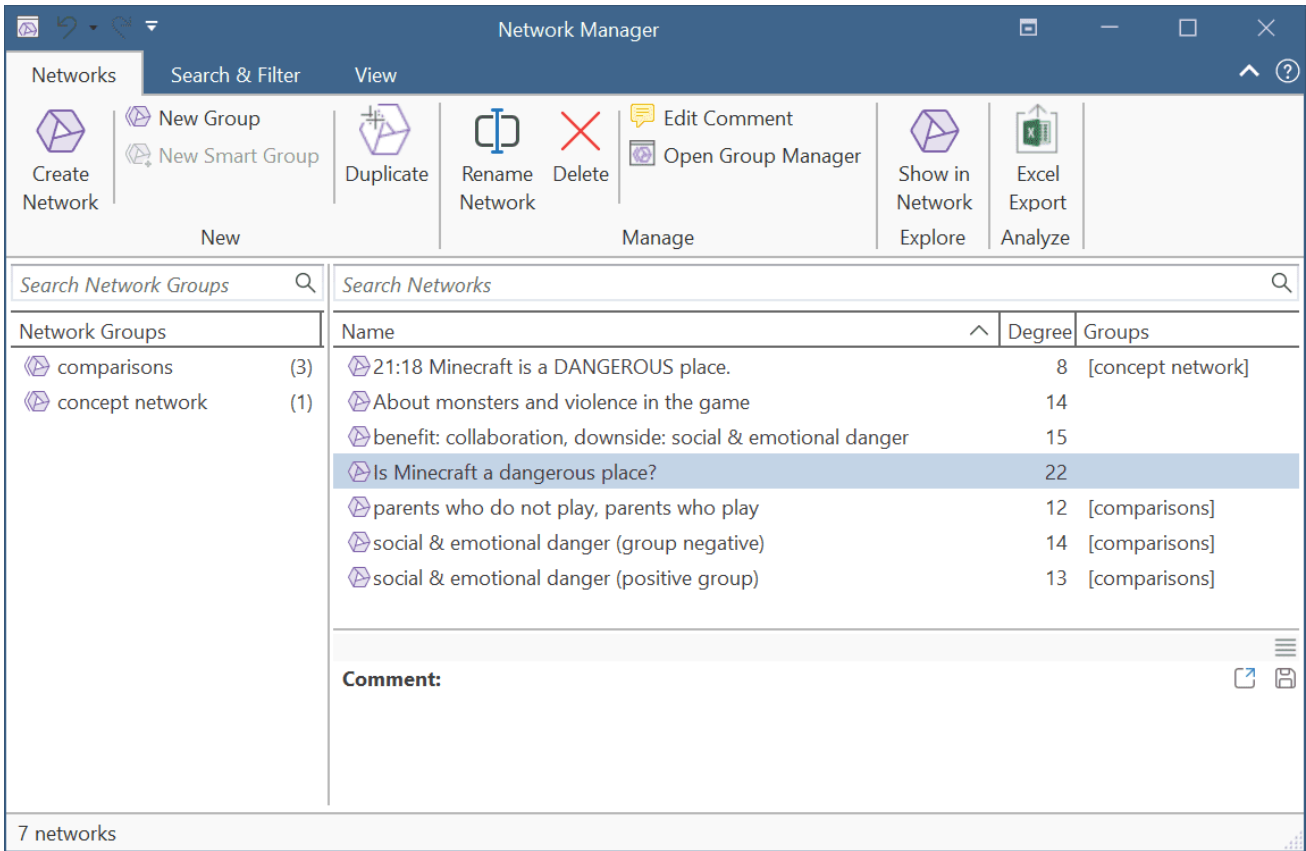 Network Manager
Networks Search & Filter View
Create Network
New Group
New Smart Group
Duplicate
New
Rename Network
Delete
Edit Comment
Open Group Manager
Manage
Show in Network
Explore
Excel Export
Analyze
Search Network Groups
Search Networks
Network Groups
comparisons (3)
concept network (1)
Name Degree Groups
21:18 Minecraft is a DANGEROUS place. 8 [concept network]
About monsters and violence in the game 14
benefit: collaboration, downside: social & emotional danger 15
Is Minecraft a dangerous place? 22
parents who do not play, parents who play 12 [comparisons]
social & emotional danger (group negative) 14 [comparisons]
social & emotional danger (positive group) 13 [comparisons]
Comment:
7 networks